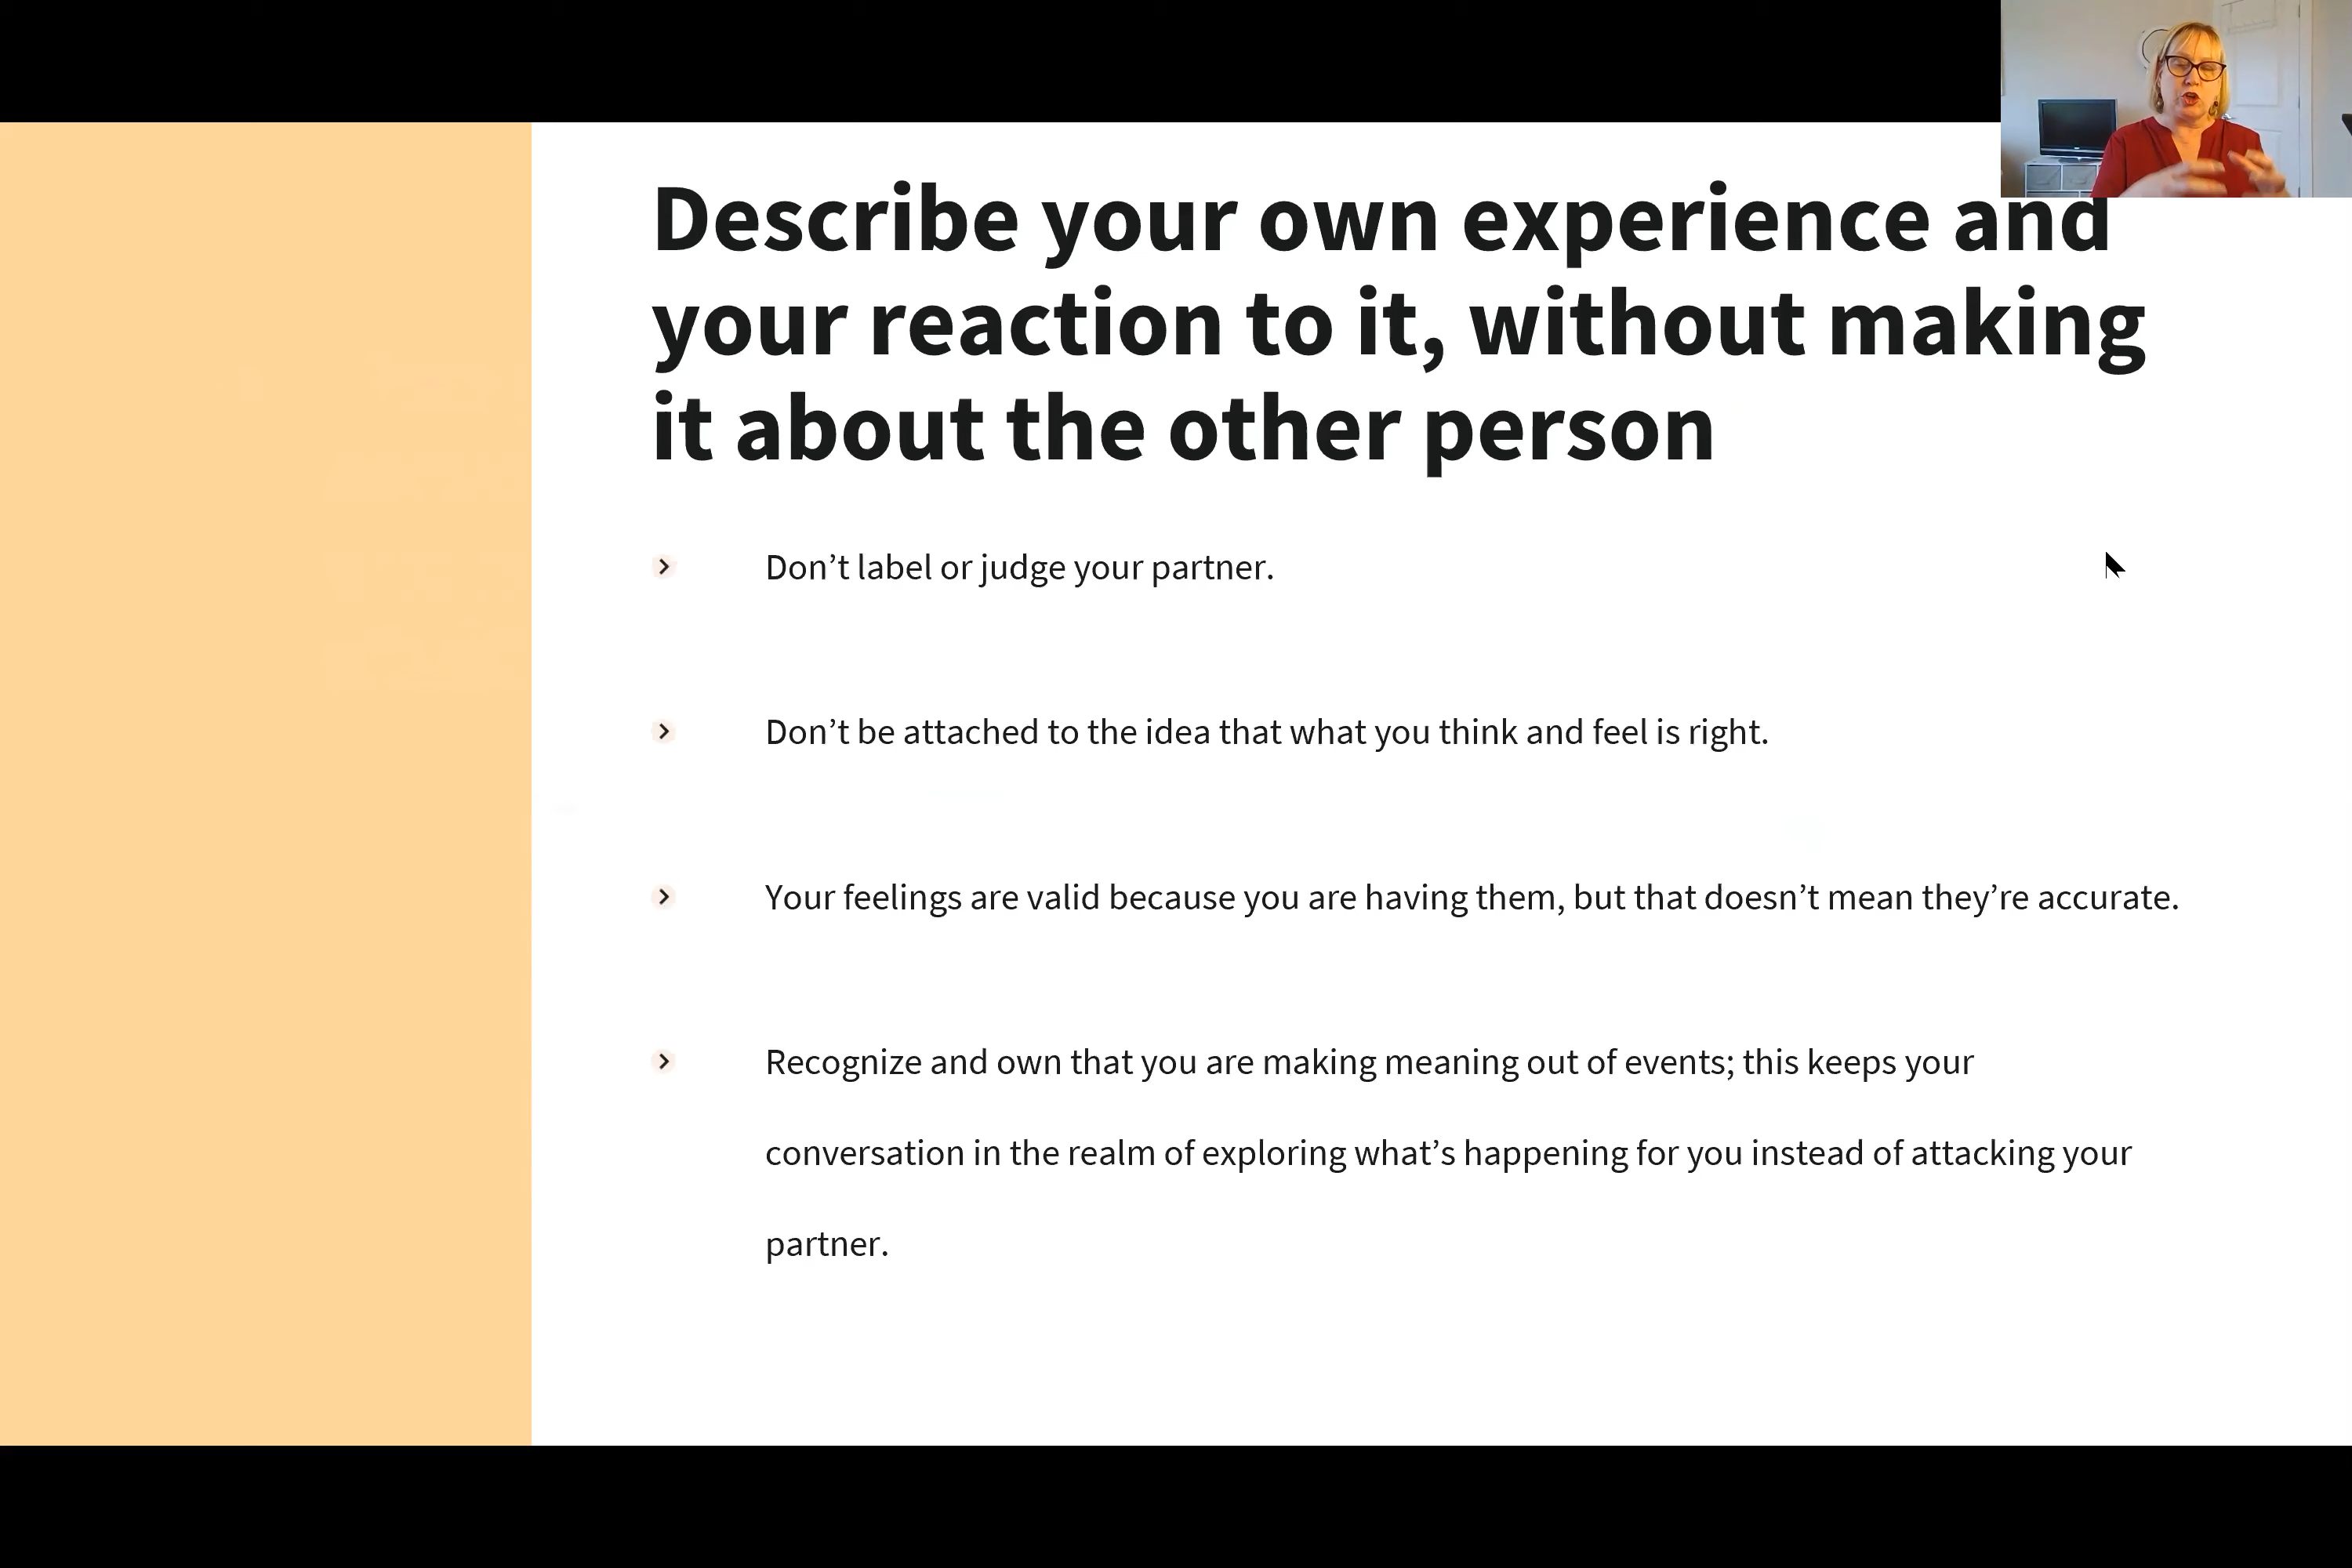 Describe your own experience and
your reaction to it, without making
it about the other person
Don’t label or judge your partner.
Don’t be attached to the idea that what you think and feel is right.
Your feelings are valid because you are having them, but that doesn’t mean they’re accurate.
Recognize and own that you are making meaning out of events; this keeps your
conversation in the realm of exploring what’s happening for you instead of attacking your
partner.